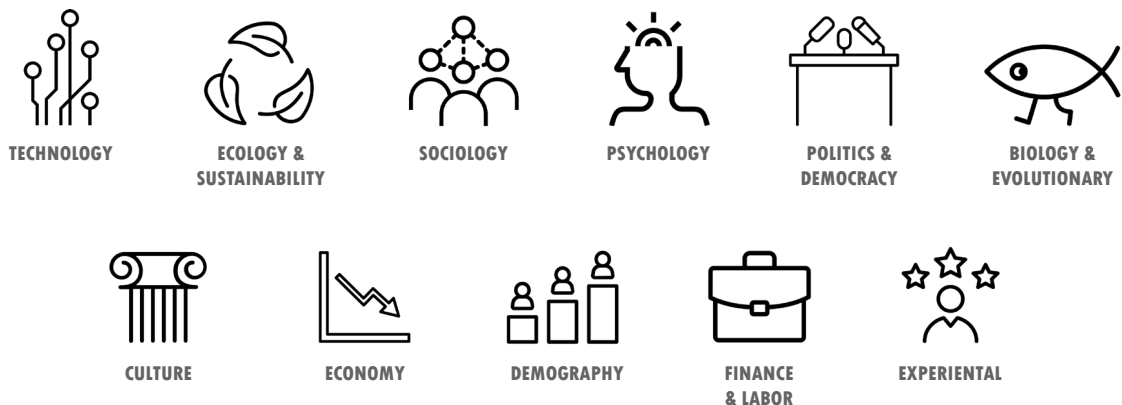 TECHNOLOGY
ECOLOGY &
SUSTAINABILITY
SOCIOLOGY
PSYCHOLOGY
POLITICS &
DEMOCRACY
BIOLOGY &
EVOLUTIONARY
CULTURE
ECONOMY
DEMOGRAPHY
FINANCE
& LABOR
EXPERIENTAL